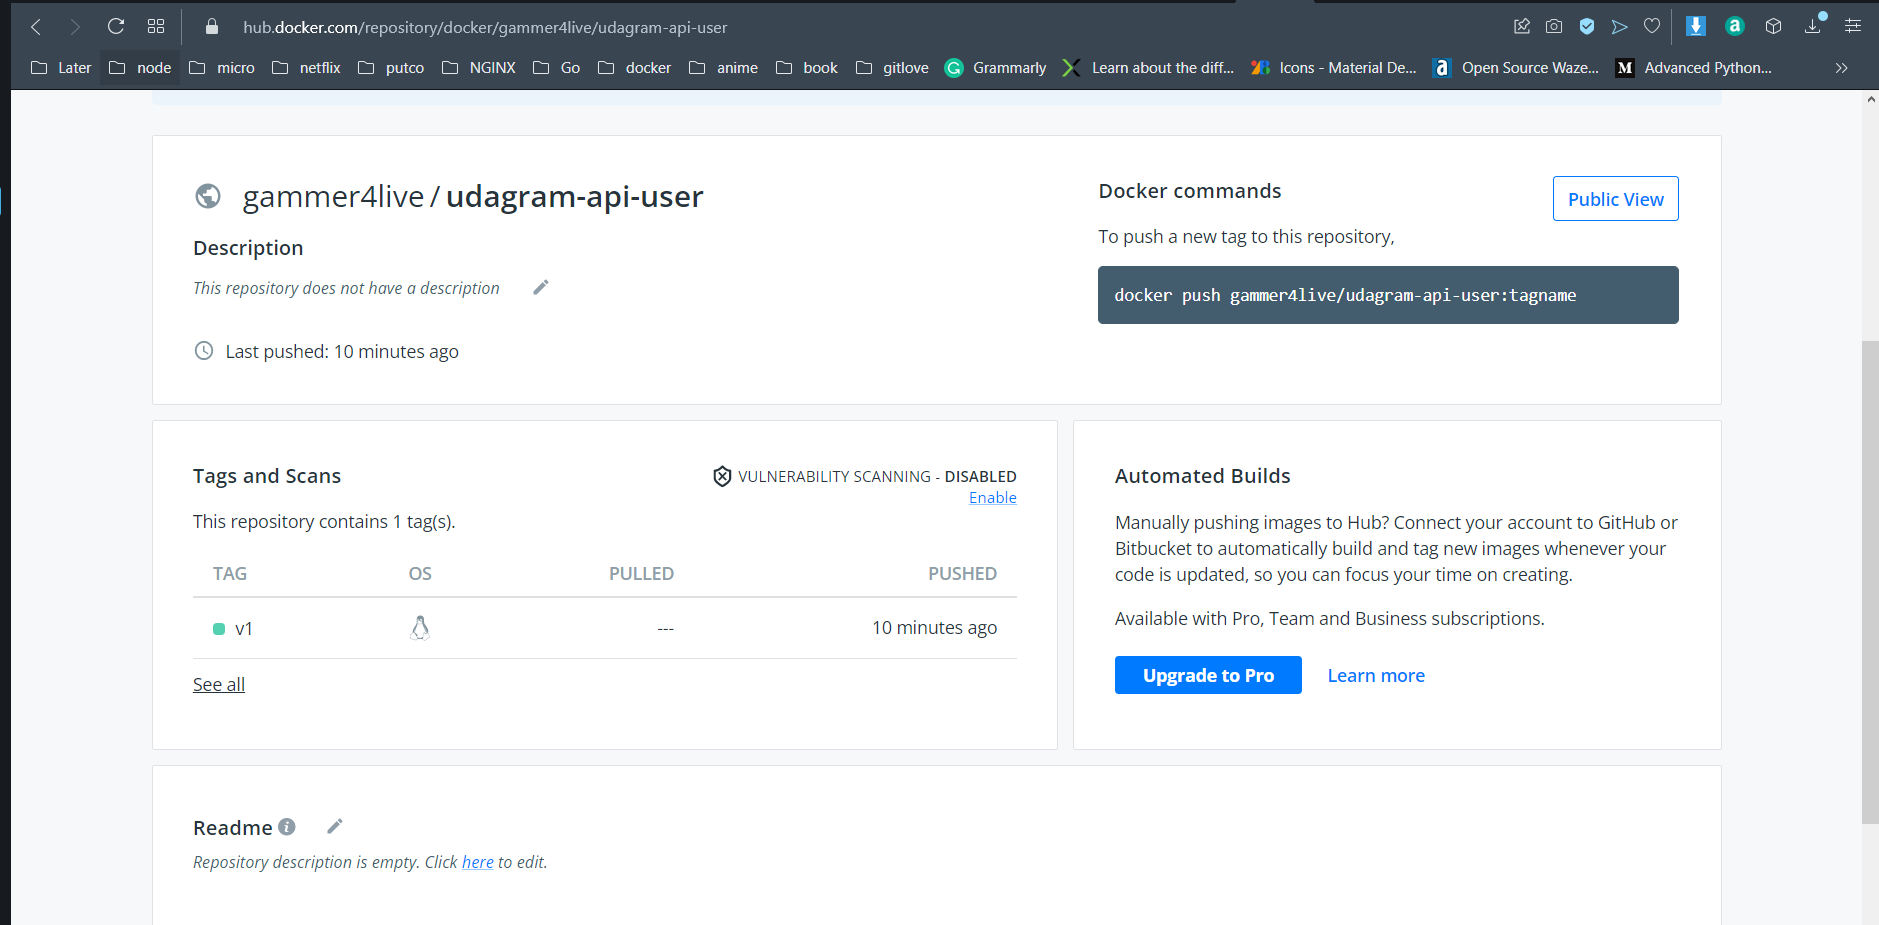 hub.docker.com/repository/docker/gammer4live/udagram-api-user
Later node micro netflix putco NGINX Go docker anime book gitlove Grammarly Learn about the diff... Icons - Material De... Open Source Waze... Advanced Python...
gammer4live / udagram-api-user
Description
This repository does not have a description
Last pushed: 10 minutes ago
Docker commands
Public View
To push a new tag to this repository,
docker push gammer4live/udagram-api-user:tagname
Tags and Scans
VULNERABILITY SCANNING - DISABLED
Enable
This repository contains 1 tag(s).
TAG OS PULLED PUSHED
v1 --- 10 minutes ago
See all
Automated Builds
Manually pushing images to Hub? Connect your account to GitHub or
Bitbucket to automatically build and tag new images whenever your
code is updated, so you can focus your time on creating.
Available with Pro, Team and Business subscriptions.
Upgrade to Pro Learn more
Readme
Repository description is empty. Click here to edit.